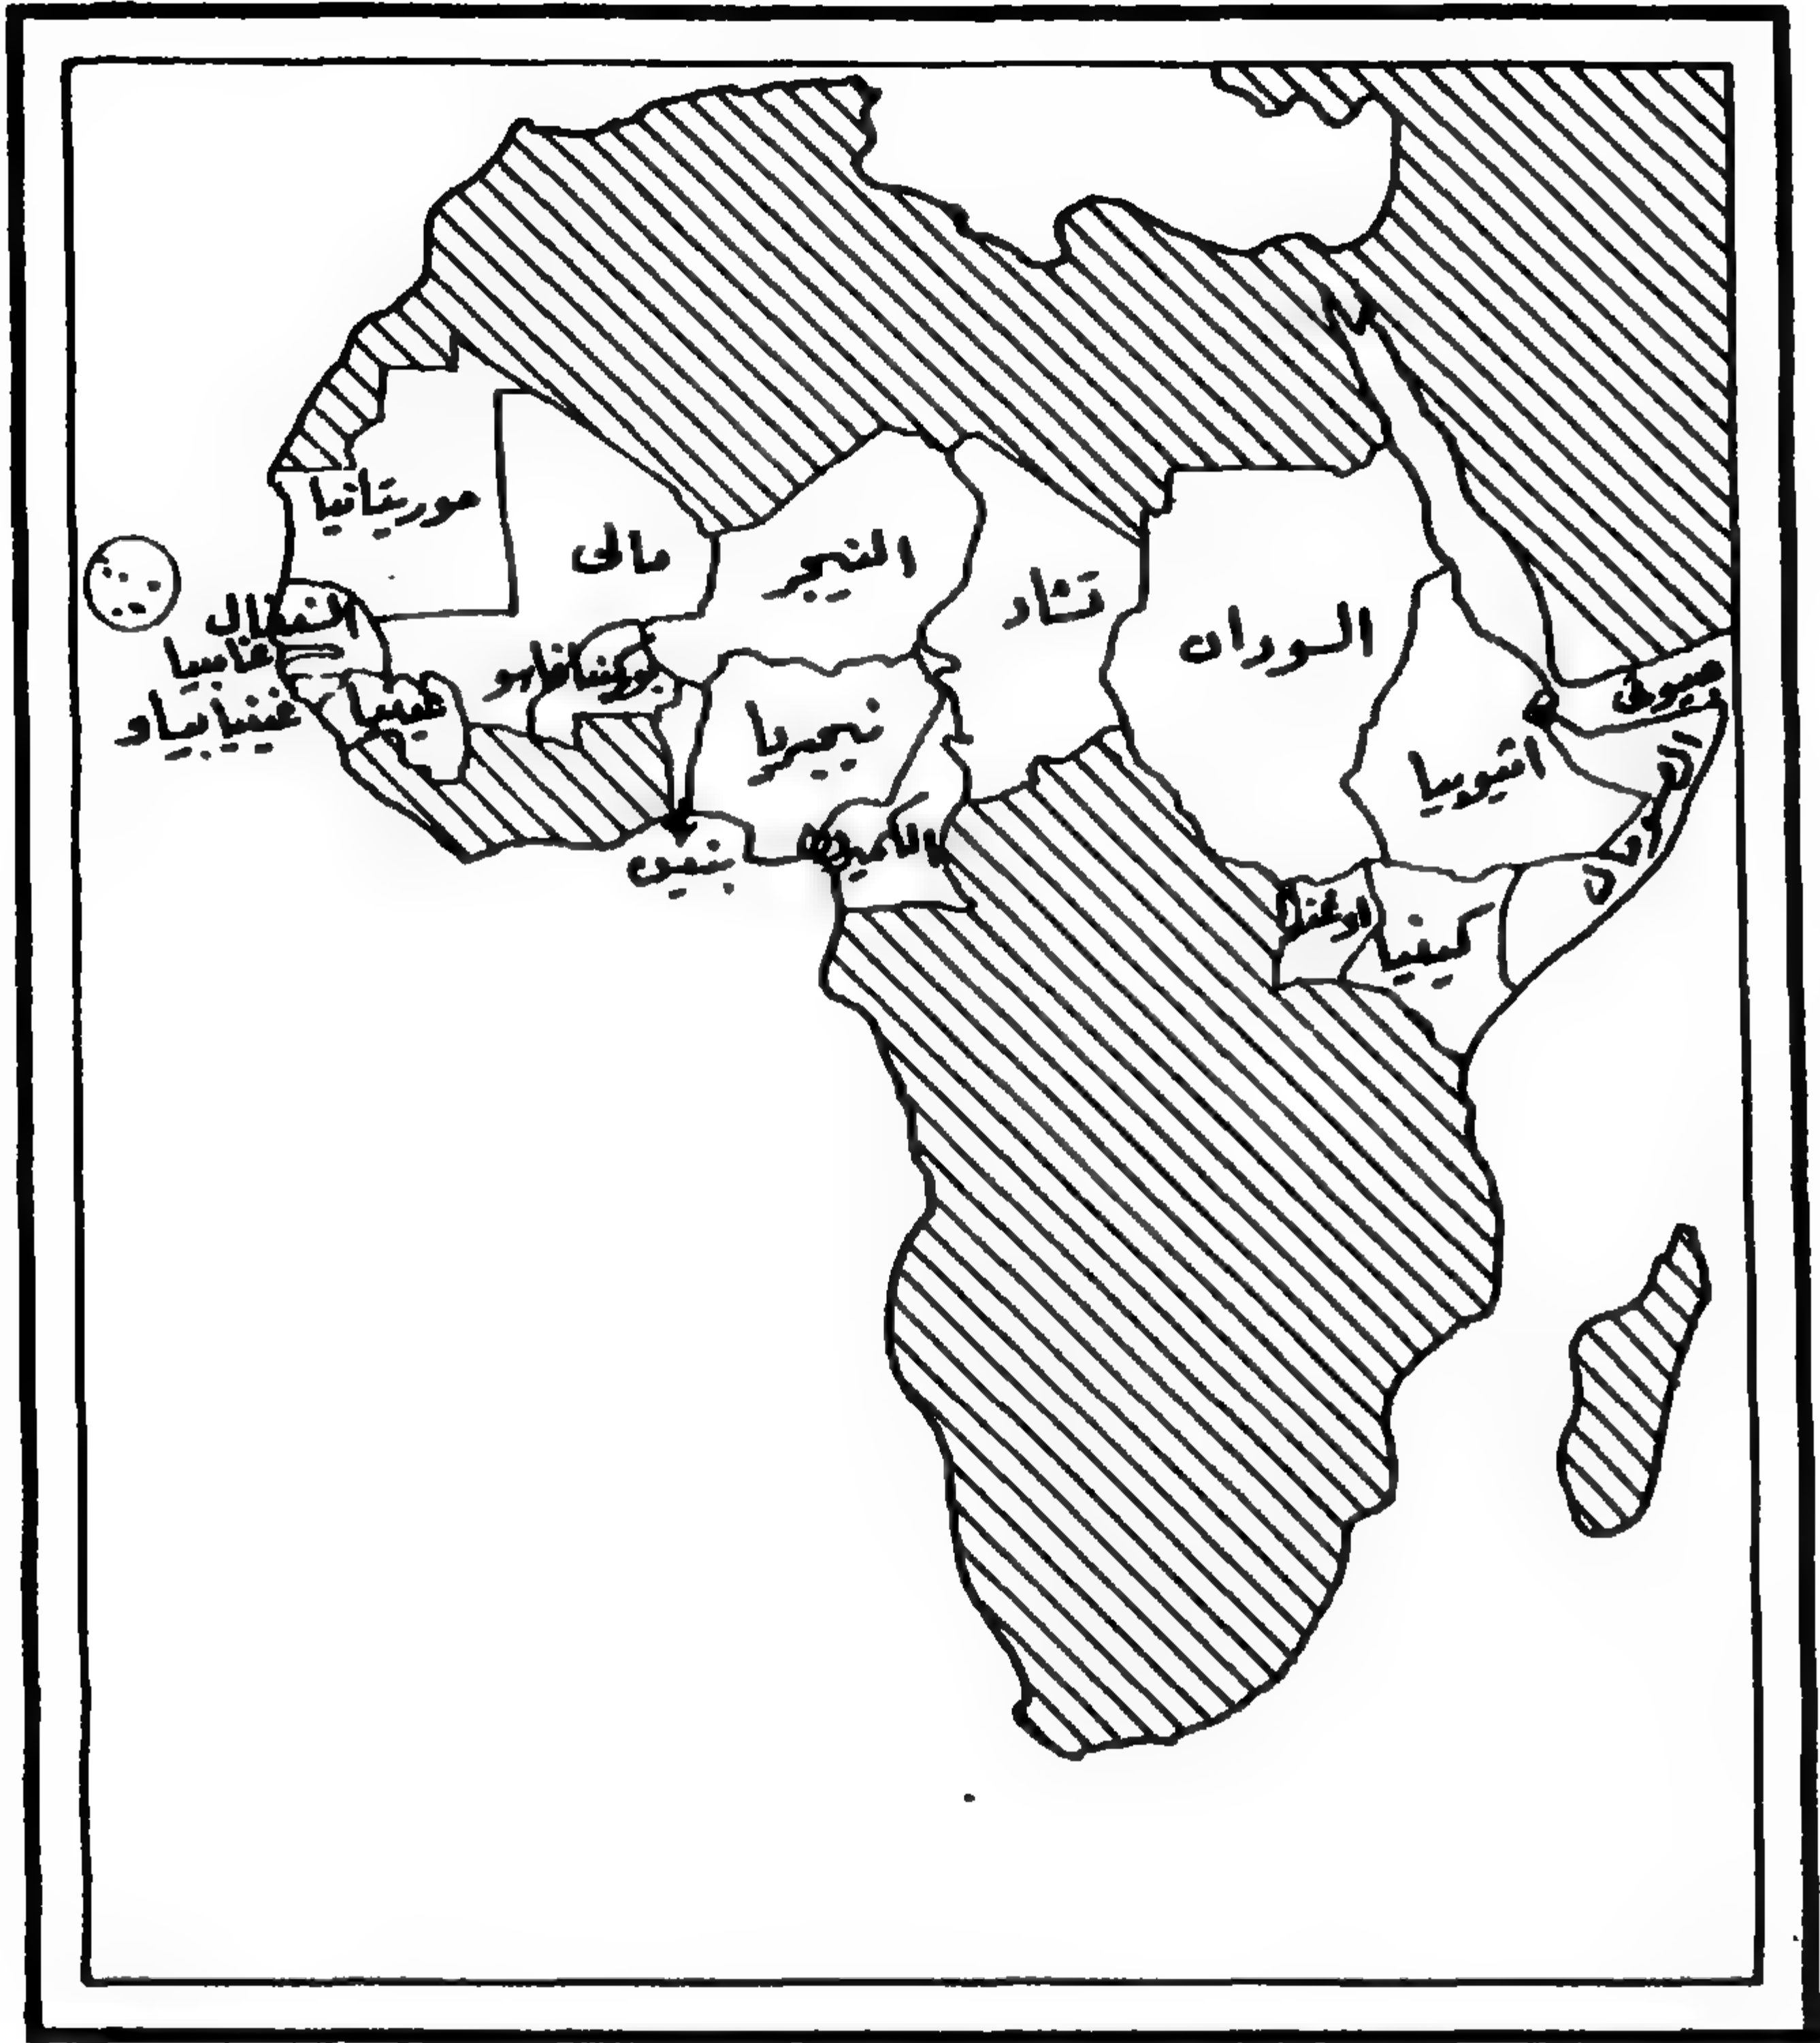 موريتانيا
مالى
النيجر
تشاد
السودان
السنغال
غامبيا
غينيا بيساو
غينيا
بوركينافاسو
نيجيريا
بنين
الكاميرون
اثيوبيا
جيبوتى
الصومال
اوغندا
كينيا